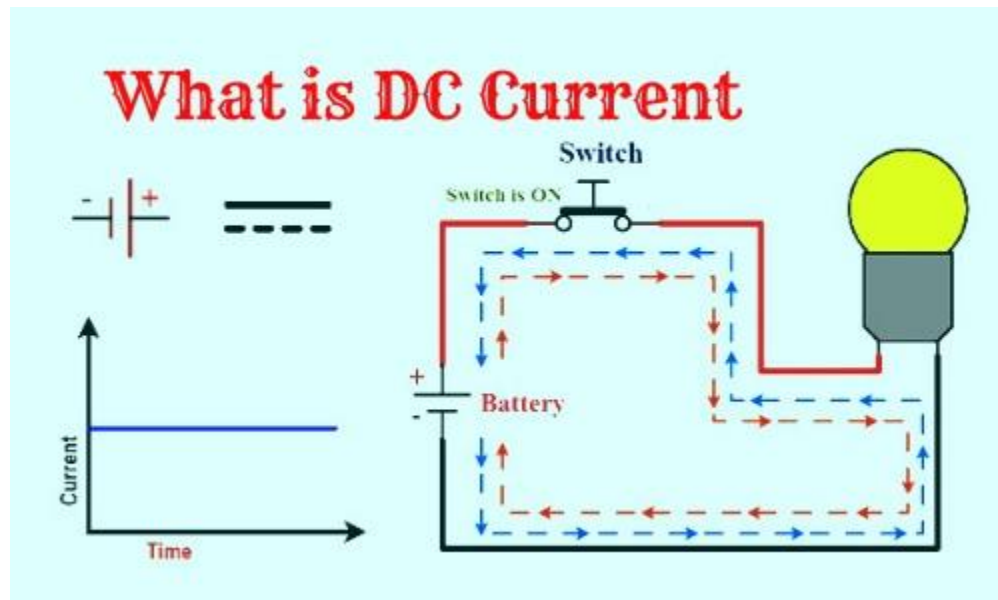 What is DC Current
Switch
Switch is ON
- +
+
Battery
-
Current
Time